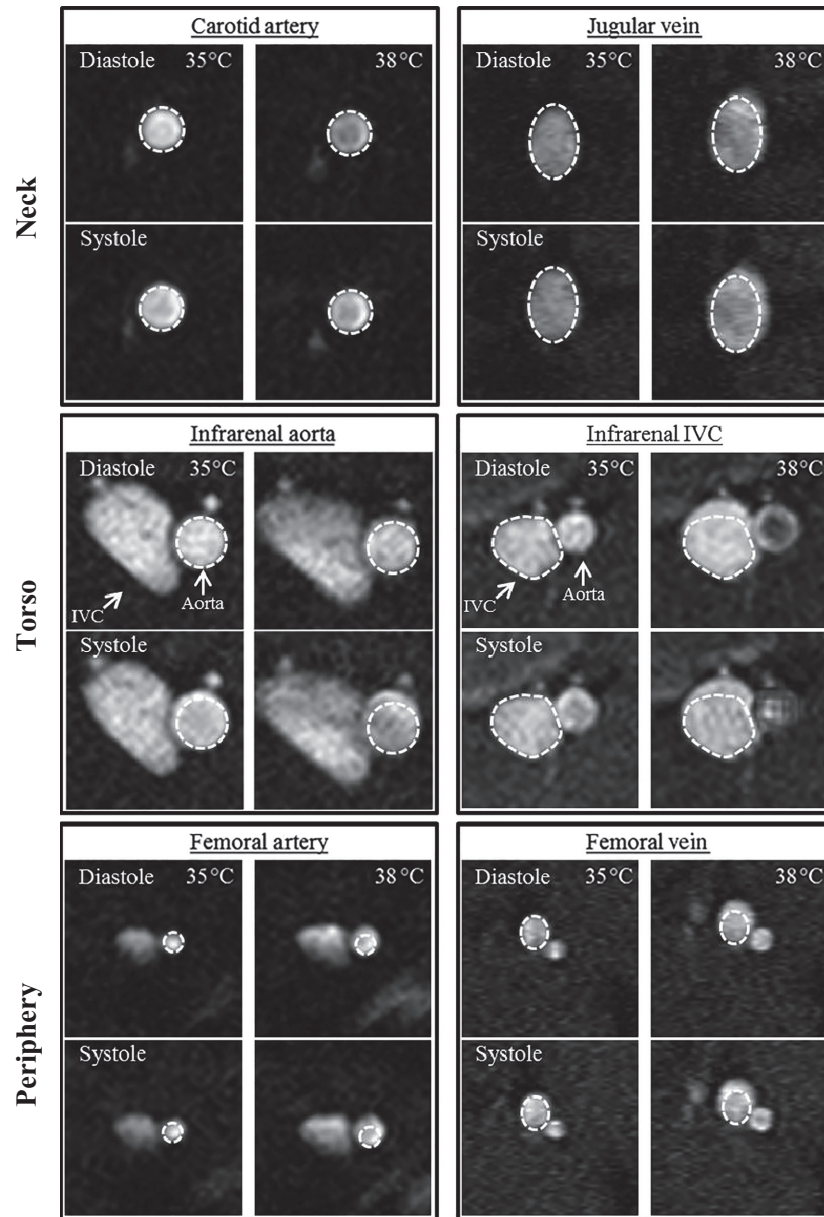 Neck
Carotid artery
Diastole 35°C 38°C
Systole
Jugular vein
Diastole 35°C 38°C
Systole
Torso
Infrarenal aorta
Diastole 35°C 38°C
IVC Aorta
Systole
Infrarenal IVC
Diastole 35°C 38°C
IVC Aorta
Systole
Periphery
Femoral artery
Diastole 35°C 38°C
Systole
Femoral vein
Diastole 35°C 38°C
Systole